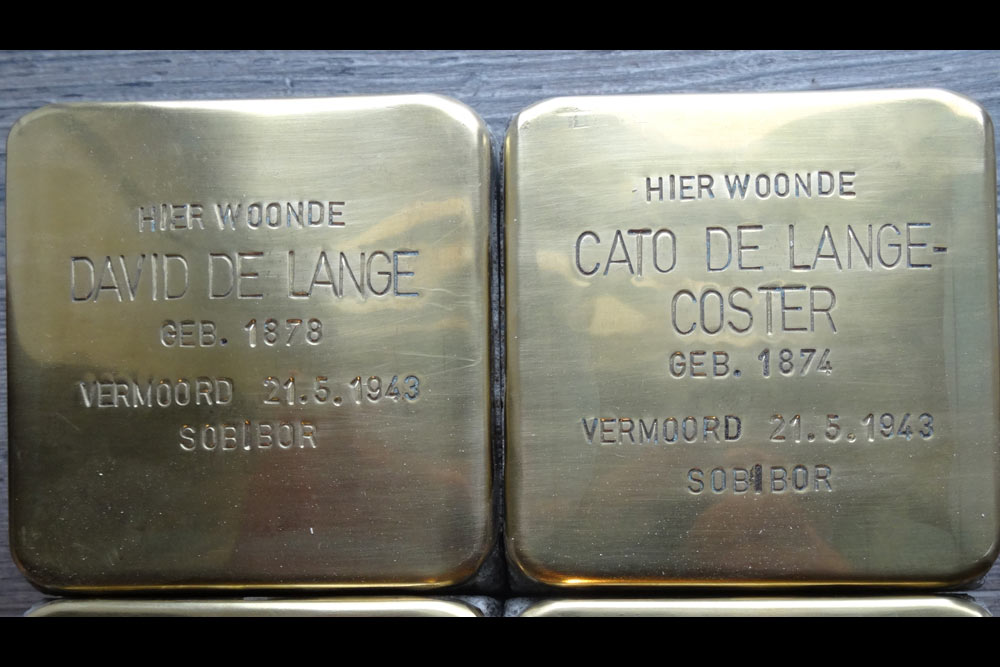 HIER WOONDE
DAVID DE LANGE
GEB. 1878
VERMOORD 21.5.1943
SOBIBOR
HIER WOONDE
CATO DE LANGE-
COSTER
GEB. 1874
VERMOORD 21.5.1943
SOBIBOR